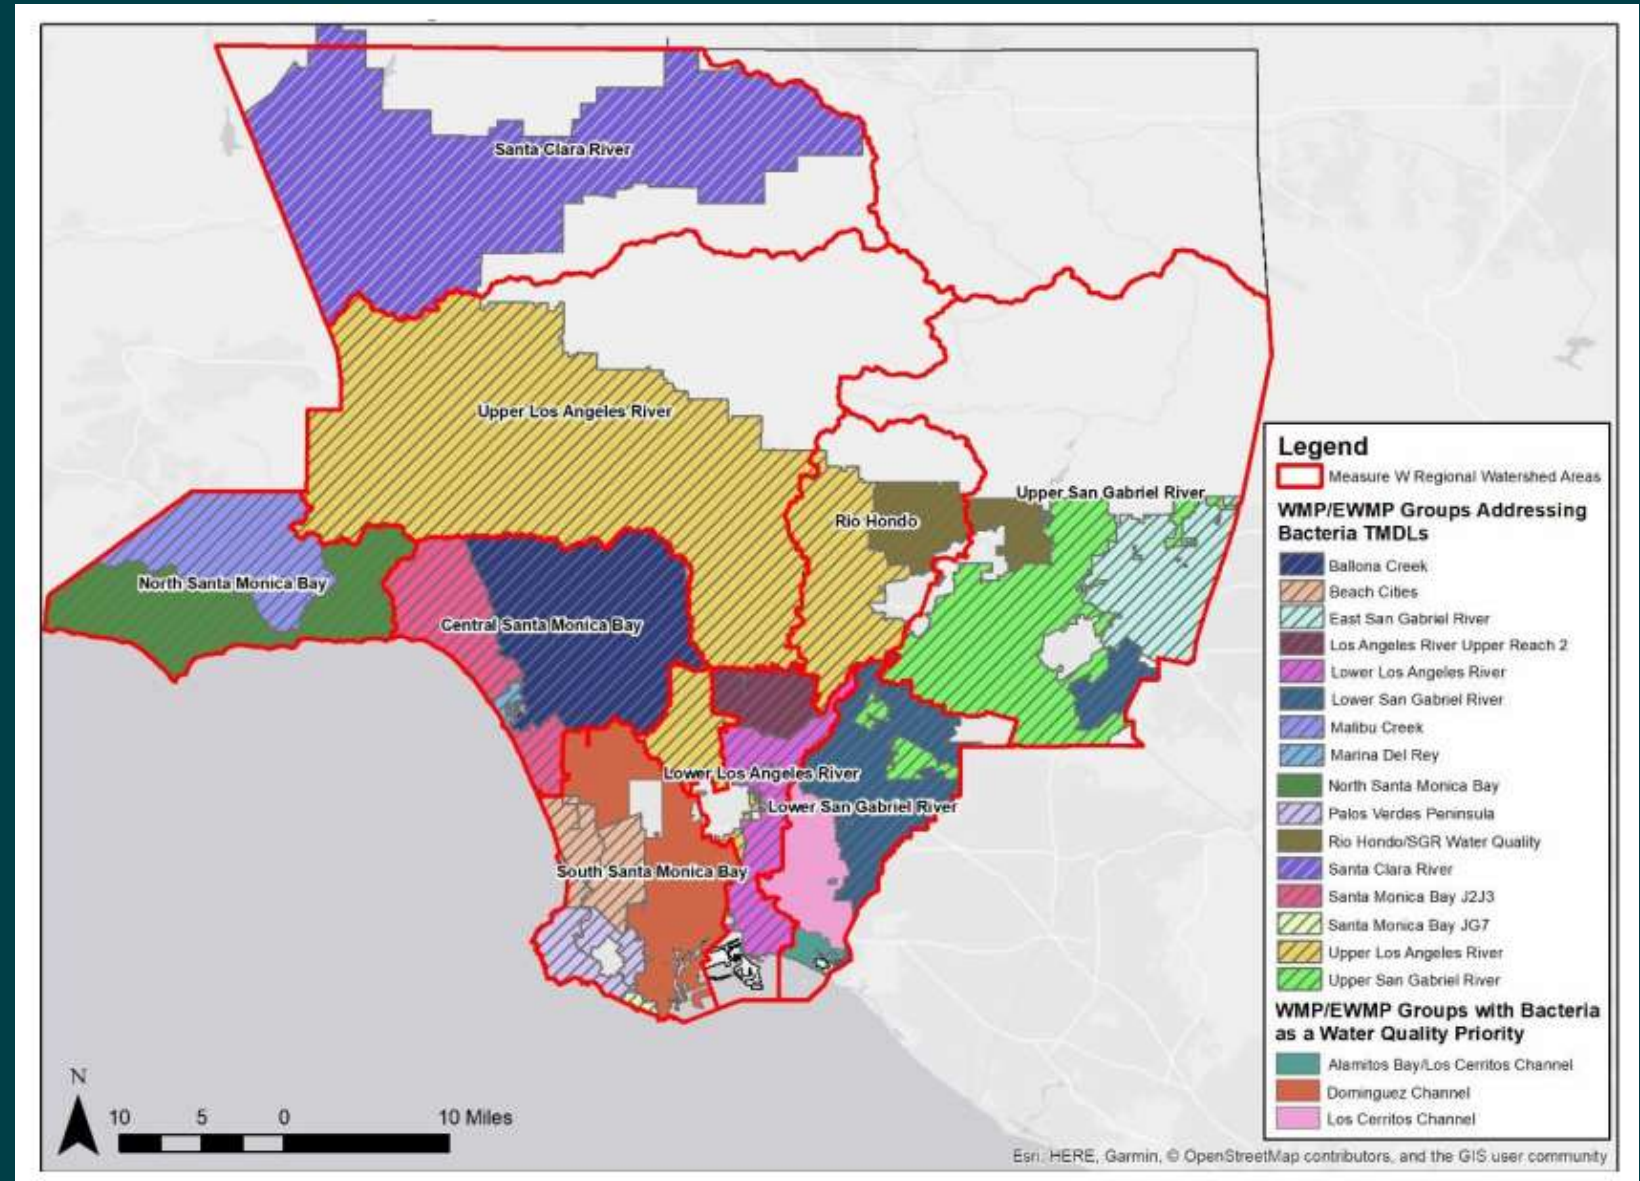 Santa Clara River
Upper Los Angeles River
Upper San Gabriel River
Rio Hondo
North Santa Monica Bay
Central Santa Monica Bay
Lower Los Angeles River
Lower San Gabriel River
South Santa Monica Bay
Legend
Measure W Regional Watershed Areas
WMP/EWMP Groups Addressing
Bacteria TMDLs
Ballona Creek
Beach Cities
East San Gabriel River
Los Angeles River Upper Reach 2
Lower Los Angeles River
Lower San Gabriel River
Malibu Creek
Marina Del Rey
North Santa Monica Bay
Palos Verdes Peninsula
Rio Hondo/SGR Water Quality
Santa Clara River
Santa Monica Bay J2J3
Santa Monica Bay JG7
Upper Los Angeles River
Upper San Gabriel River
WMP/EWMP Groups with Bacteria
as a Water Quality Priority
Alamitos Bay/Los Cerritos Channel
Dominguez Channel
Los Cerritos Channel
N
10 5 0 10 Miles
Esri, HERE, Garmin, © OpenStreetMap contributors, and the GIS user community